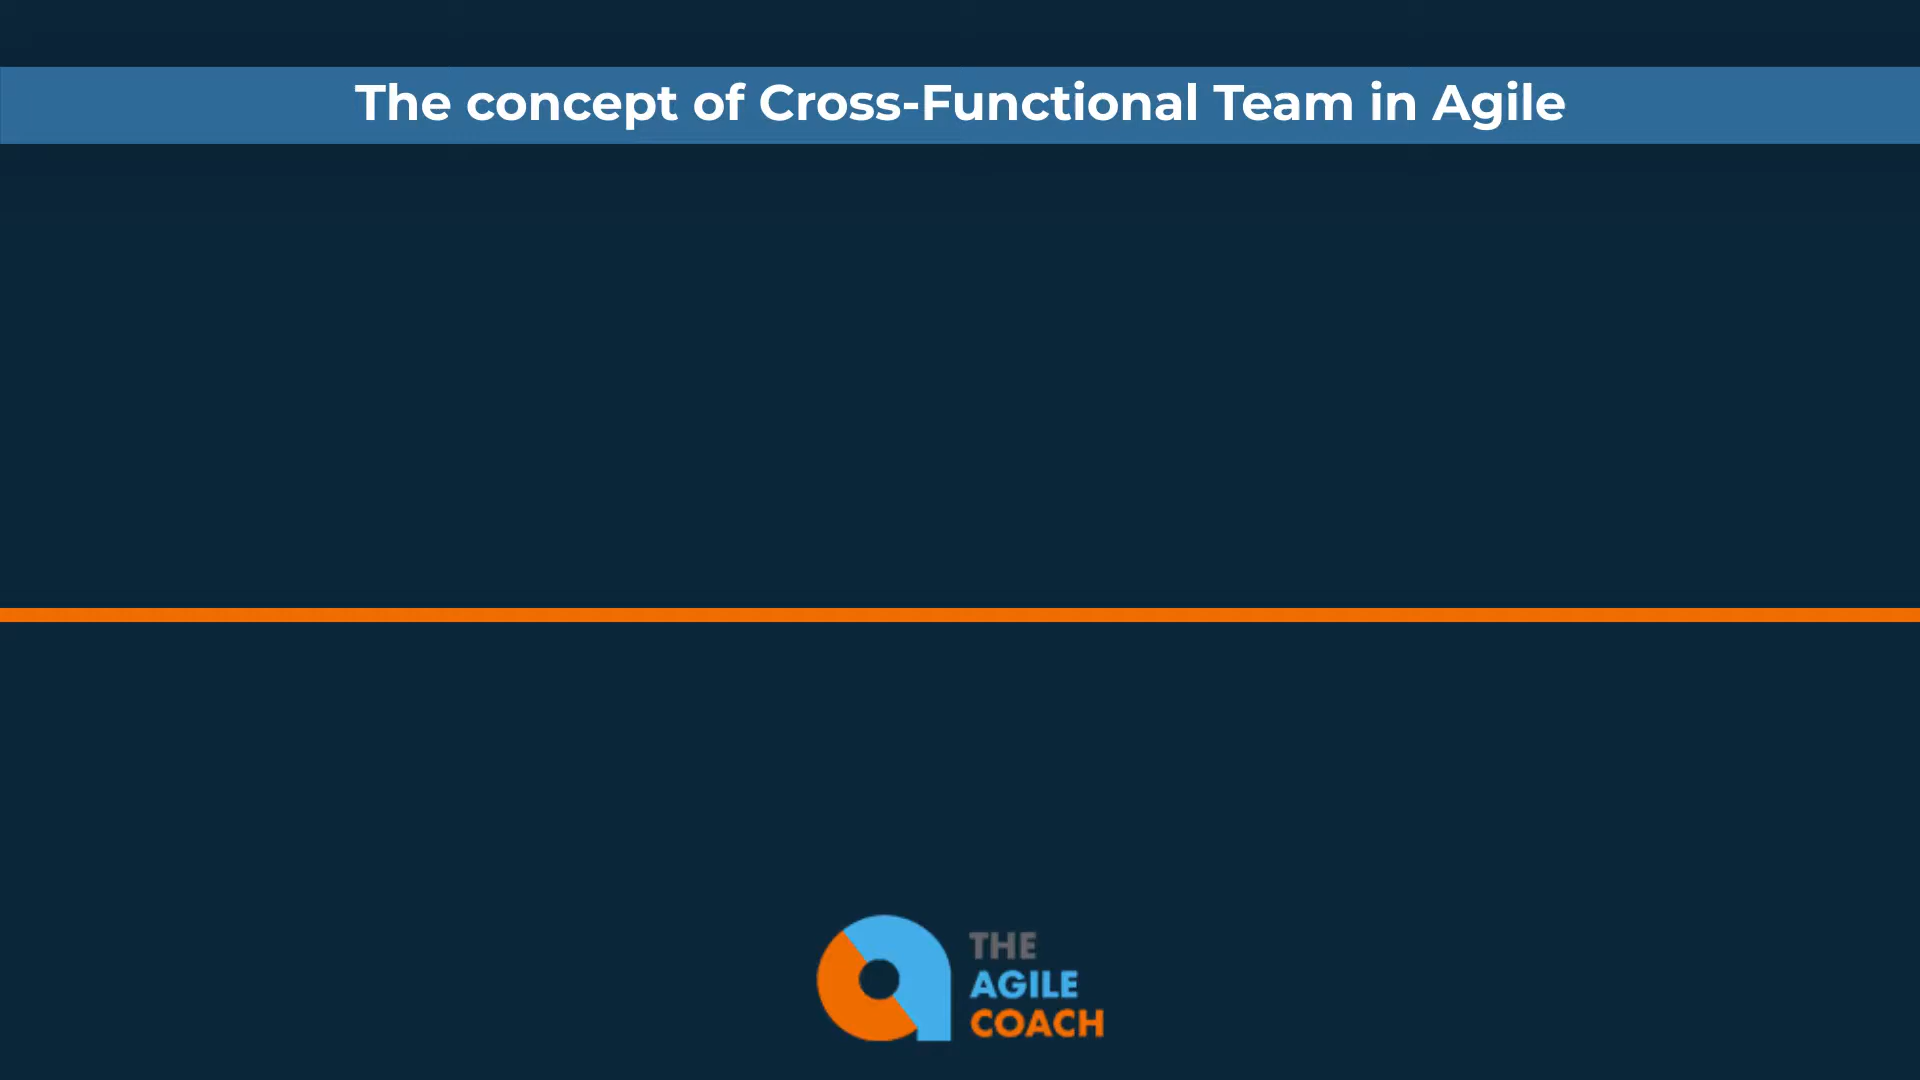 The concept of Cross-Functional Team in Agile
THE
AGILE
COACH